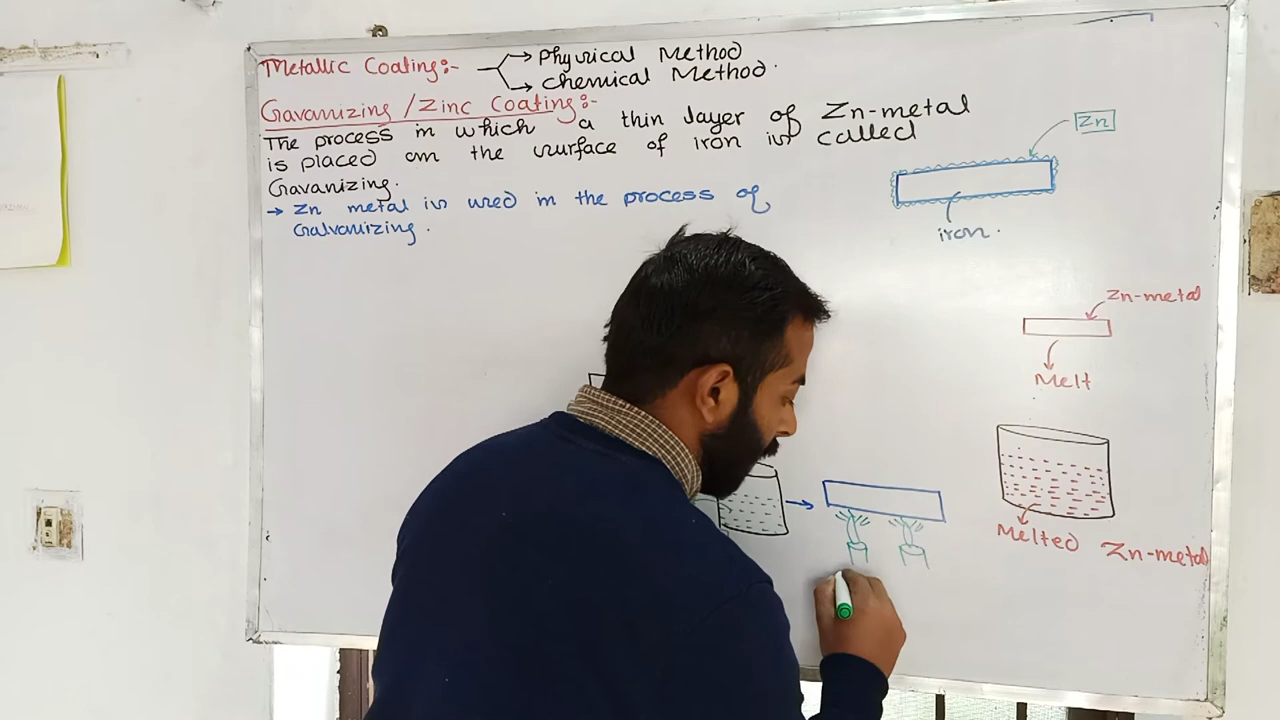 Metallic Coating:- → Physical Method
→ Chemical Method.
Gavanizing / Zinc Coating:-
The process in which a thin layer of Zn-metal
is placed on the surface of iron is called
Gavanizing.
→ Zn metal is used in the process of
Galvanizing.
Zn
iron.
Zn-metal
Melt
Melted Zn-metal